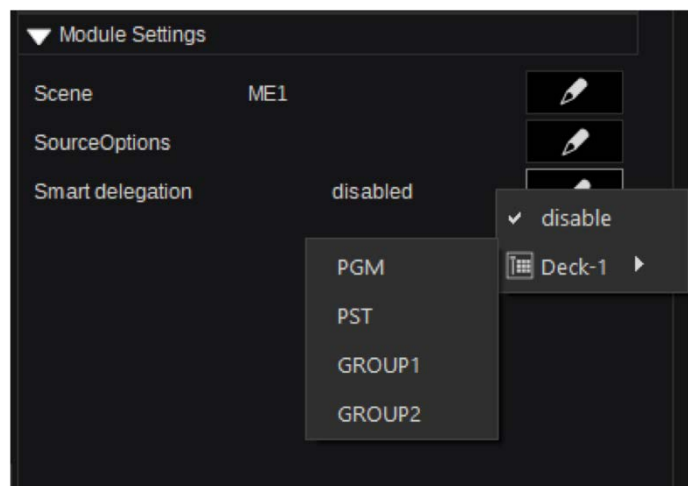 Module Settings
Scene ME1
SourceOptions
Smart delegation disabled
disable
Deck-1
PGM
PST
GROUP1
GROUP2